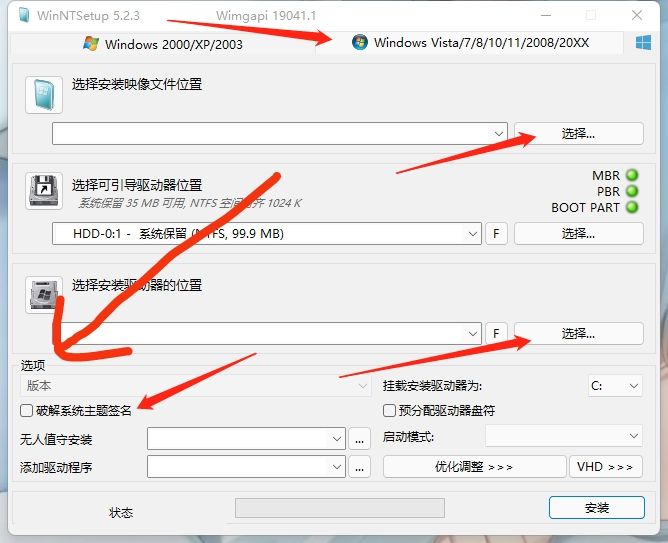 WinNTSetup 5.2.3 Wimgapi 19041.1
Windows 2000/XP/2003 Windows Vista/7/8/10/11/2008/20XX
选择安装映像文件位置
选择...
选择可引导驱动器位置
系统保留 35 MB 可用, NTFS 空间 齐 1024 K
MBR
PBR
BOOT PART
HDD-0:1 - 系统保留 (NTFS, 99.9 MB) F 选择...
选择安装驱动器的位置
F 选择...
选项
版本 挂载安装驱动器为: C:
破解系统主题签名 预分配驱动器盘符
无人值守安装 ... 启动模式:
添加驱动程序 ... 优化调整 >>> VHD >>>
状态 安装